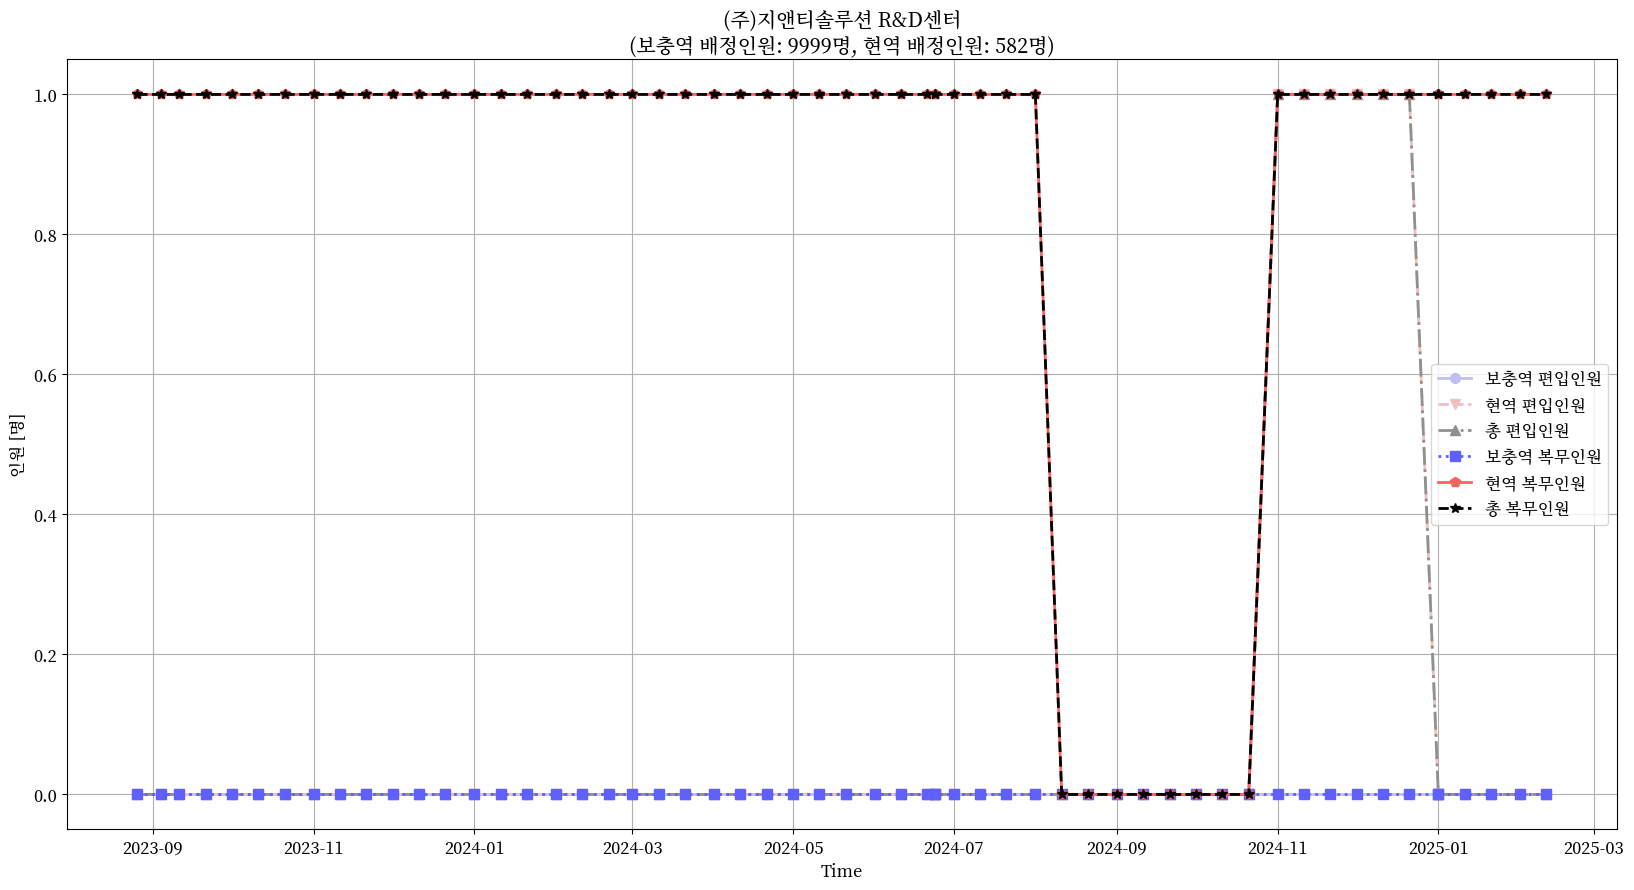 (주)지앤티솔루션 R&D센터
(보충역 배정인원: 9999명, 현역 배정인원: 582명)
인원 [명]
1.0
0.8
0.6
0.4
0.2
0.0
보충역 편입인원
현역 편입인원
총 편입인원
보충역 복무인원
현역 복무인원
총 복무인원
2023-09 2023-11 2024-01 2024-03 2024-05 2024-07 2024-09 2024-11 2025-01 2025-03
Time